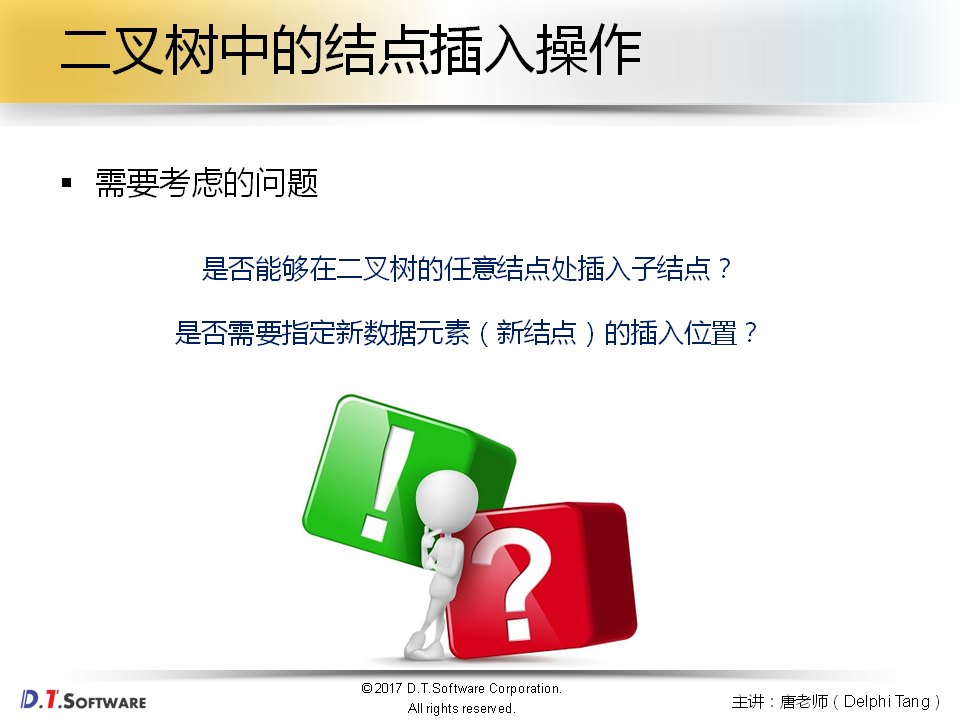 二叉树中的结点插入操作
▪ 需要考虑的问题
是否能够在二叉树的任意结点处插入子结点？
是否需要指定新数据元素（新结点）的插入位置？
!
?
D.T.SOFTWARE
©2017 D.T.Software Corporation.
All rights reserved.
主讲：唐老师（Delphi Tang）